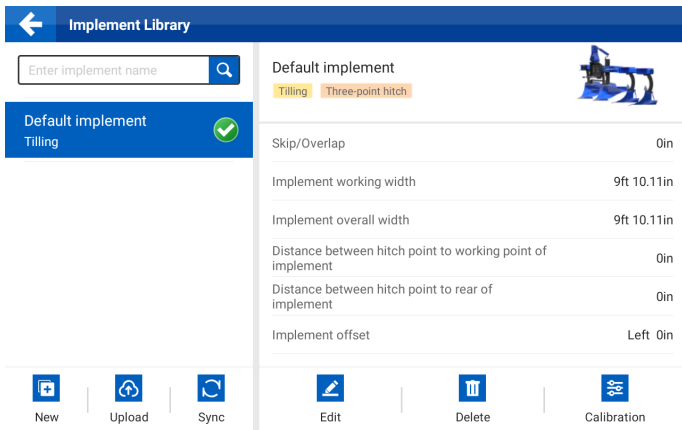 Implement Library
Enter implement name
Default implement
Tilling
New
Upload
Sync
Default implement
Tilling Three-point hitch
Skip/Overlap 0in
Implement working width 9ft 10.11in
Implement overall width 9ft 10.11in
Distance between hitch point to working point of
implement 0in
Distance between hitch point to rear of
implement 0in
Implement offset Left 0in
Edit
Delete
Calibration